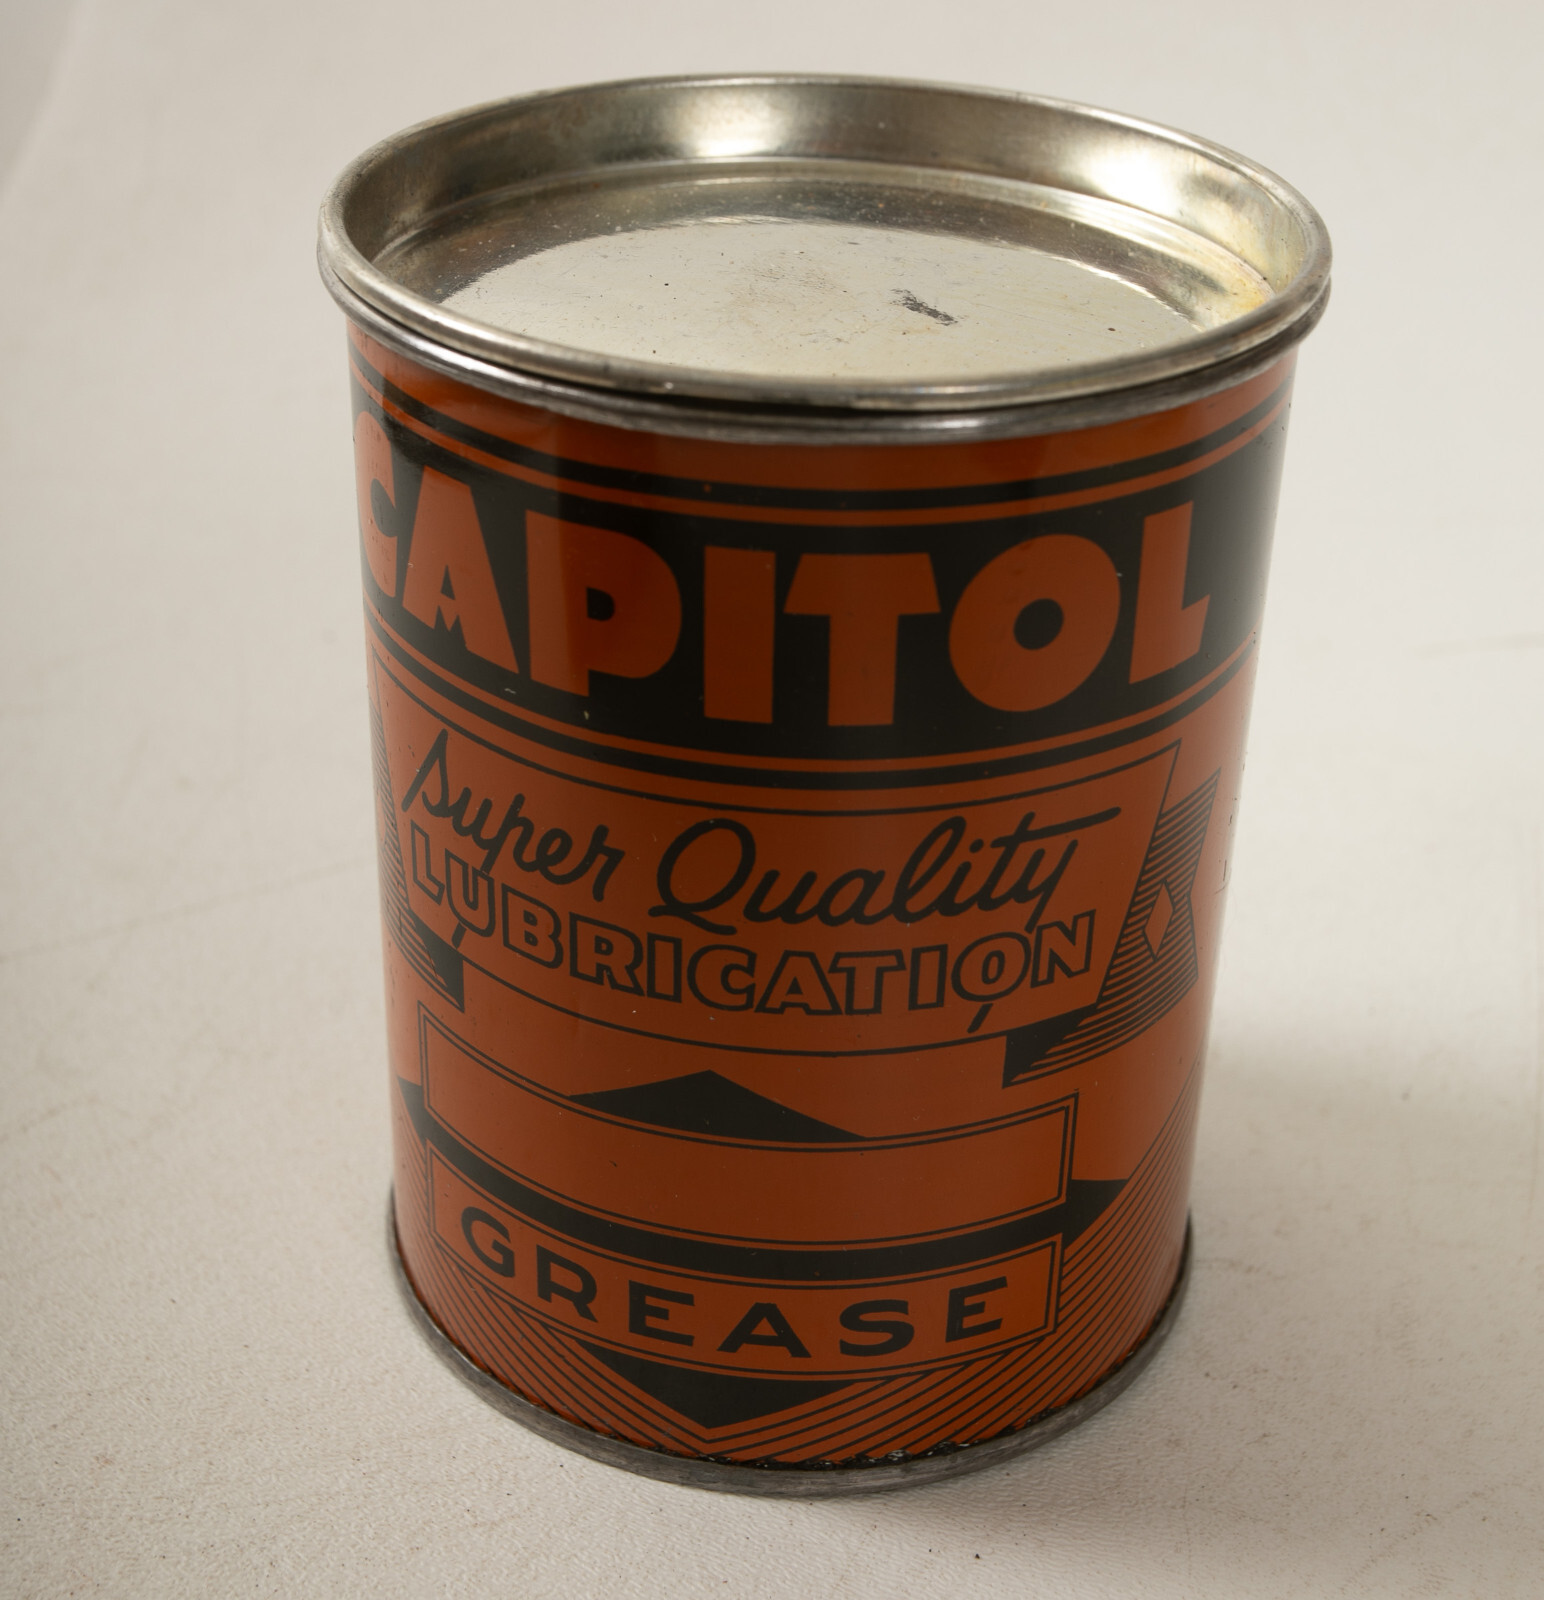 CAPITOL
Super Quality
LUBRICATION
GREASE